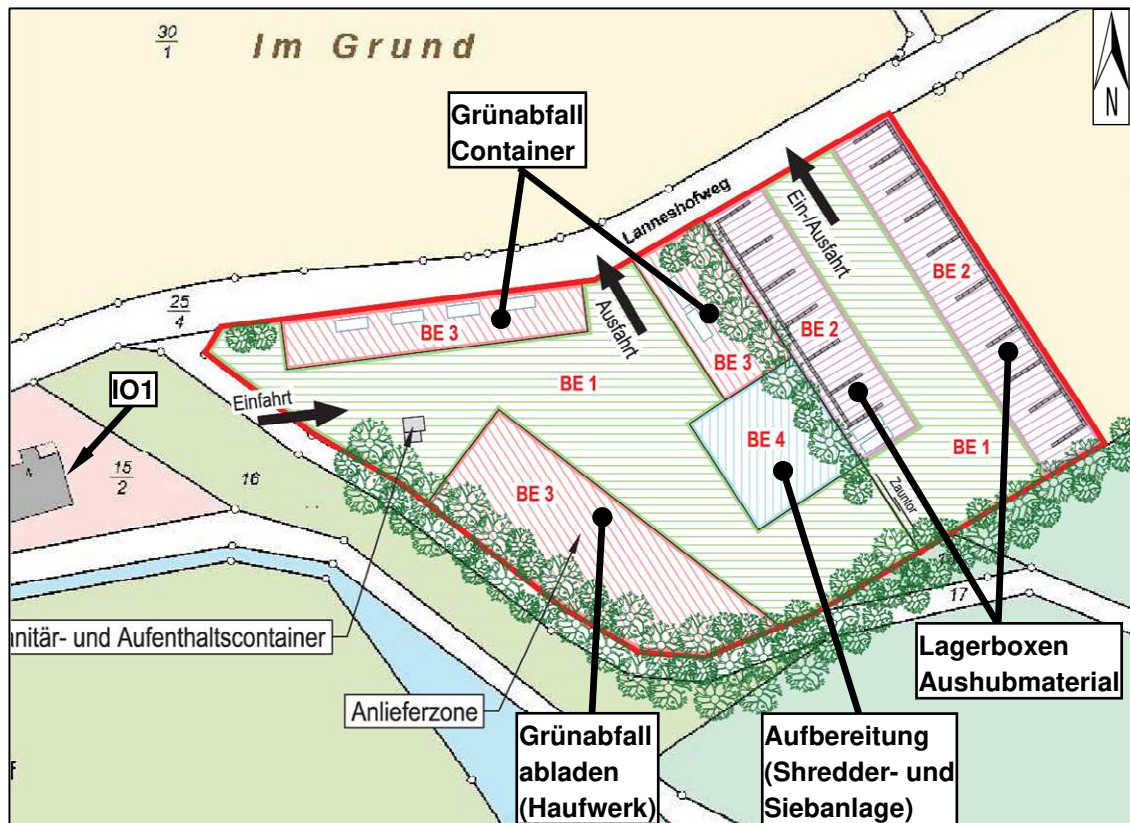 30
1
Im Grund
N
Grünabfall
Container
Lanneshofweg
Ein-/Ausfahrt
BE 2
25
4
Ausfahrt
BE 3
BE 2
BE 3
IO1
BE 1
Einfahrt
BE 4
BE 1
4
15
2
16
BE 3
Zauntor
17
nitär- und Aufenthaltscontainer
Lagerboxen
Aushubmaterial
Anlieferzone
Grünabfall
abladen
(Haufwerk)
Aufbereitung
(Shredder- und
Siebanlage)
f